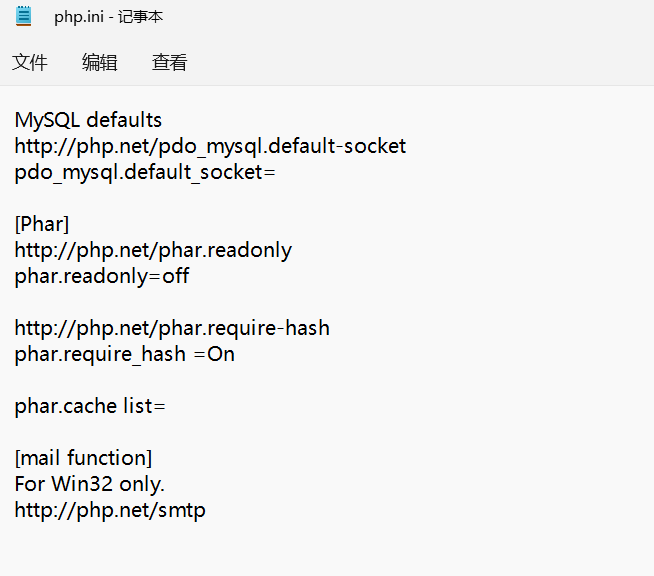 php.ini - 记事本
文件 编辑 查看
MySQL defaults
http://php.net/pdo_mysql.default-socket
pdo_mysql.default_socket=
[Phar]
http://php.net/phar.readonly
phar.readonly=off
http://php.net/phar.require-hash
phar.require_hash =On
phar.cache list=
[mail function]
For Win32 only.
http://php.net/smtp